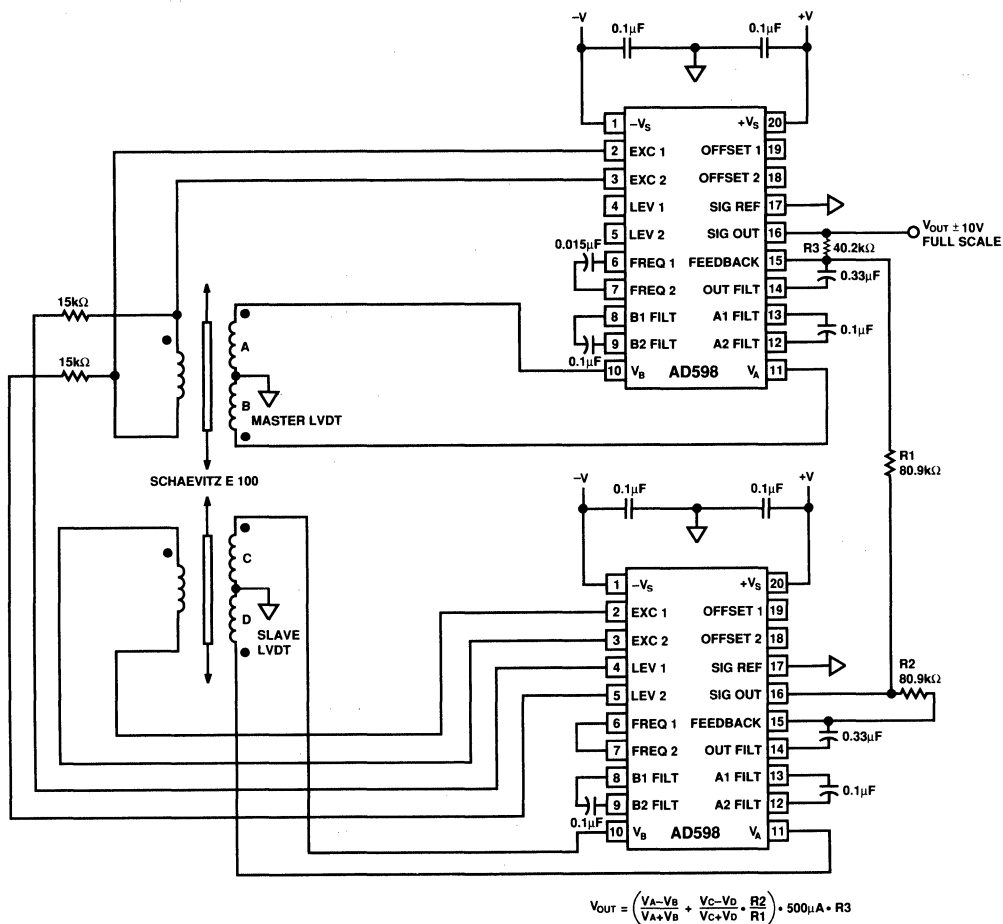 −V
+V
0.1µF
0.1µF
1 −VS
+VS 20
2 EXC 1
OFFSET 1 19
3 EXC 2
OFFSET 2 18
4 LEV 1
SIG REF 17
5 LEV 2
SIG OUT 16
VOUT ±10V
FULL SCALE
R3 40.2kΩ
0.015µF
6 FREQ 1
FEEDBACK 15
0.33µF
7 FREQ 2
OUT FILT 14
8 B1 FILT
A1 FILT 13
0.1µF
9 B2 FILT
A2 FILT 12
0.1µF
10 VB
AD598
VA 11
15kΩ
15kΩ
A
B
MASTER LVDT
SCHAEVITZ E 100
R1
80.9kΩ
C
D
SLAVE
LVDT
−V
+V
0.1µF
0.1µF
1 −VS
+VS 20
2 EXC 1
OFFSET 1 19
3 EXC 2
OFFSET 2 18
4 LEV 1
SIG REF 17
5 LEV 2
SIG OUT 16
R2
80.9kΩ
6 FREQ 1
FEEDBACK 15
0.33µF
7 FREQ 2
OUT FILT 14
8 B1 FILT
A1 FILT 13
0.1µF
9 B2 FILT
A2 FILT 12
0.1µF
10 VB
AD598
VA 11
VOUT = ( (VA−VB)/(VA+VB) + (VC−VD)/(VC+VD) • R2/R1 ) • 500µA • R3